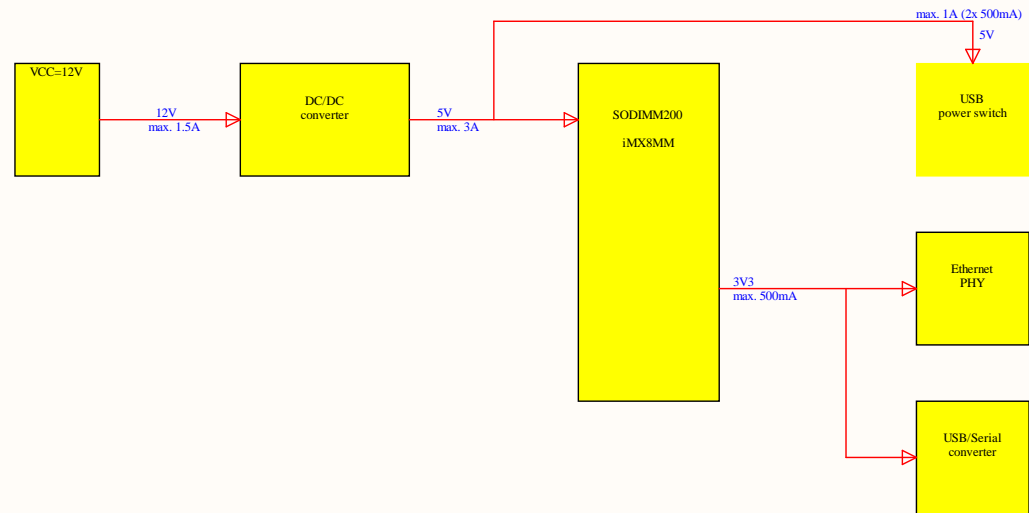 max. 1A (2x 500mA)
5V
VCC=12V
12V
max. 1.5A
DC/DC
converter
5V
max. 3A
SODIMM200
iMX8MM
USB
power switch
3V3
max. 500mA
Ethernet
PHY
USB/Serial
converter